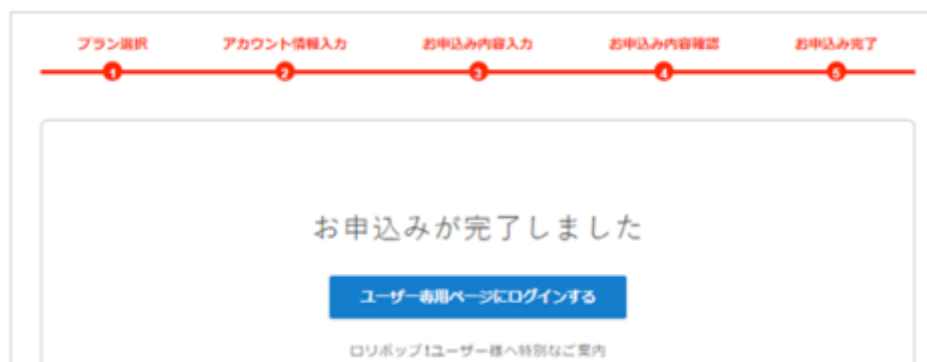 プラン選択 アカウント情報入力 お申込み内容入力 お申込み内容確認 お申込み完了
1 2 3 4 5
お申込みが完了しました
ユーザー専用ページにログインする
ロリポップ!ユーザー様へ特別なご案内